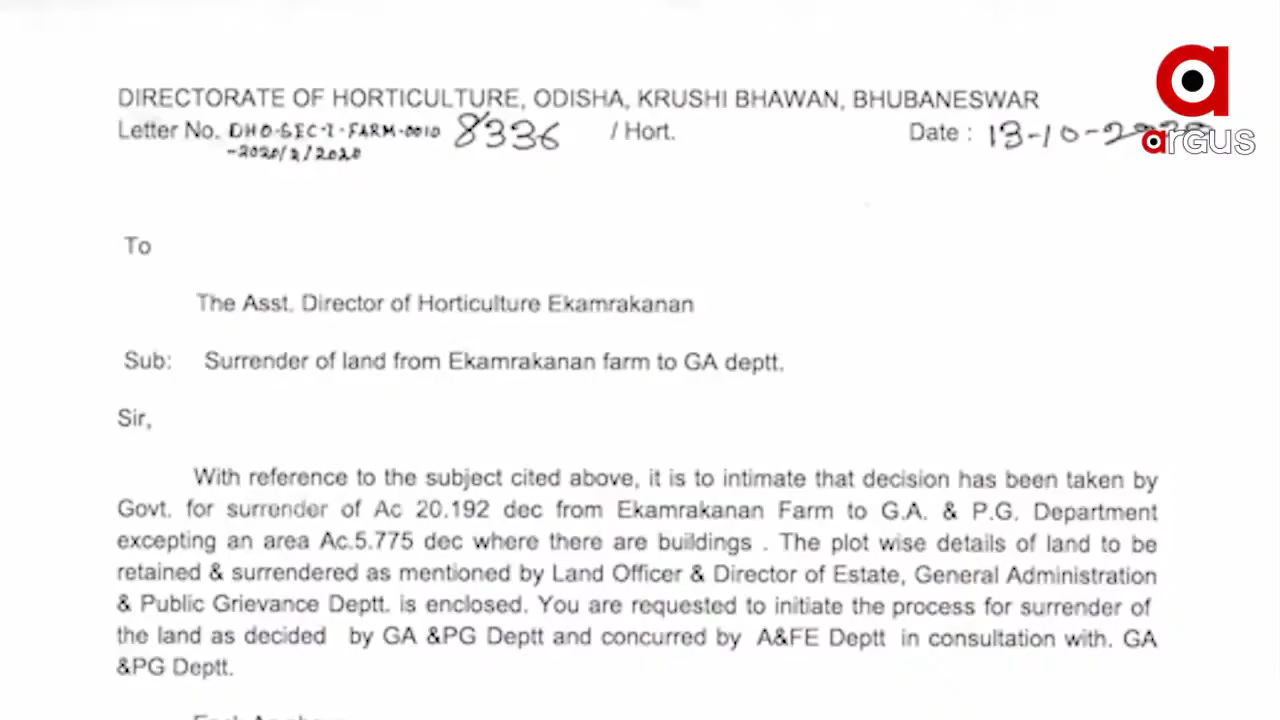 DIRECTORATE OF HORTICULTURE, ODISHA, KRUSHI BHAWAN, BHUBANESWAR
Letter No. DHO-SEC-I-FARM-0010 8336 / Hort. Date : 13-10-2020
-2020/2/2020
argus
To
The Asst. Director of Horticulture Ekamrakanan
Sub: Surrender of land from Ekamrakanan farm to GA deptt.
Sir,
With reference to the subject cited above, it is to intimate that decision has been taken by
Govt. for surrender of Ac 20.192 dec from Ekamrakanan Farm to G.A. & P.G. Department
excepting an area Ac.5.775 dec where there are buildings . The plot wise details of land to be
retained & surrendered as mentioned by Land Officer & Director of Estate, General Administration
& Public Grievance Deptt. is enclosed. You are requested to initiate the process for surrender of
the land as decided by GA &PG Deptt and concurred by A&FE Deptt in consultation with. GA
&PG Deptt.